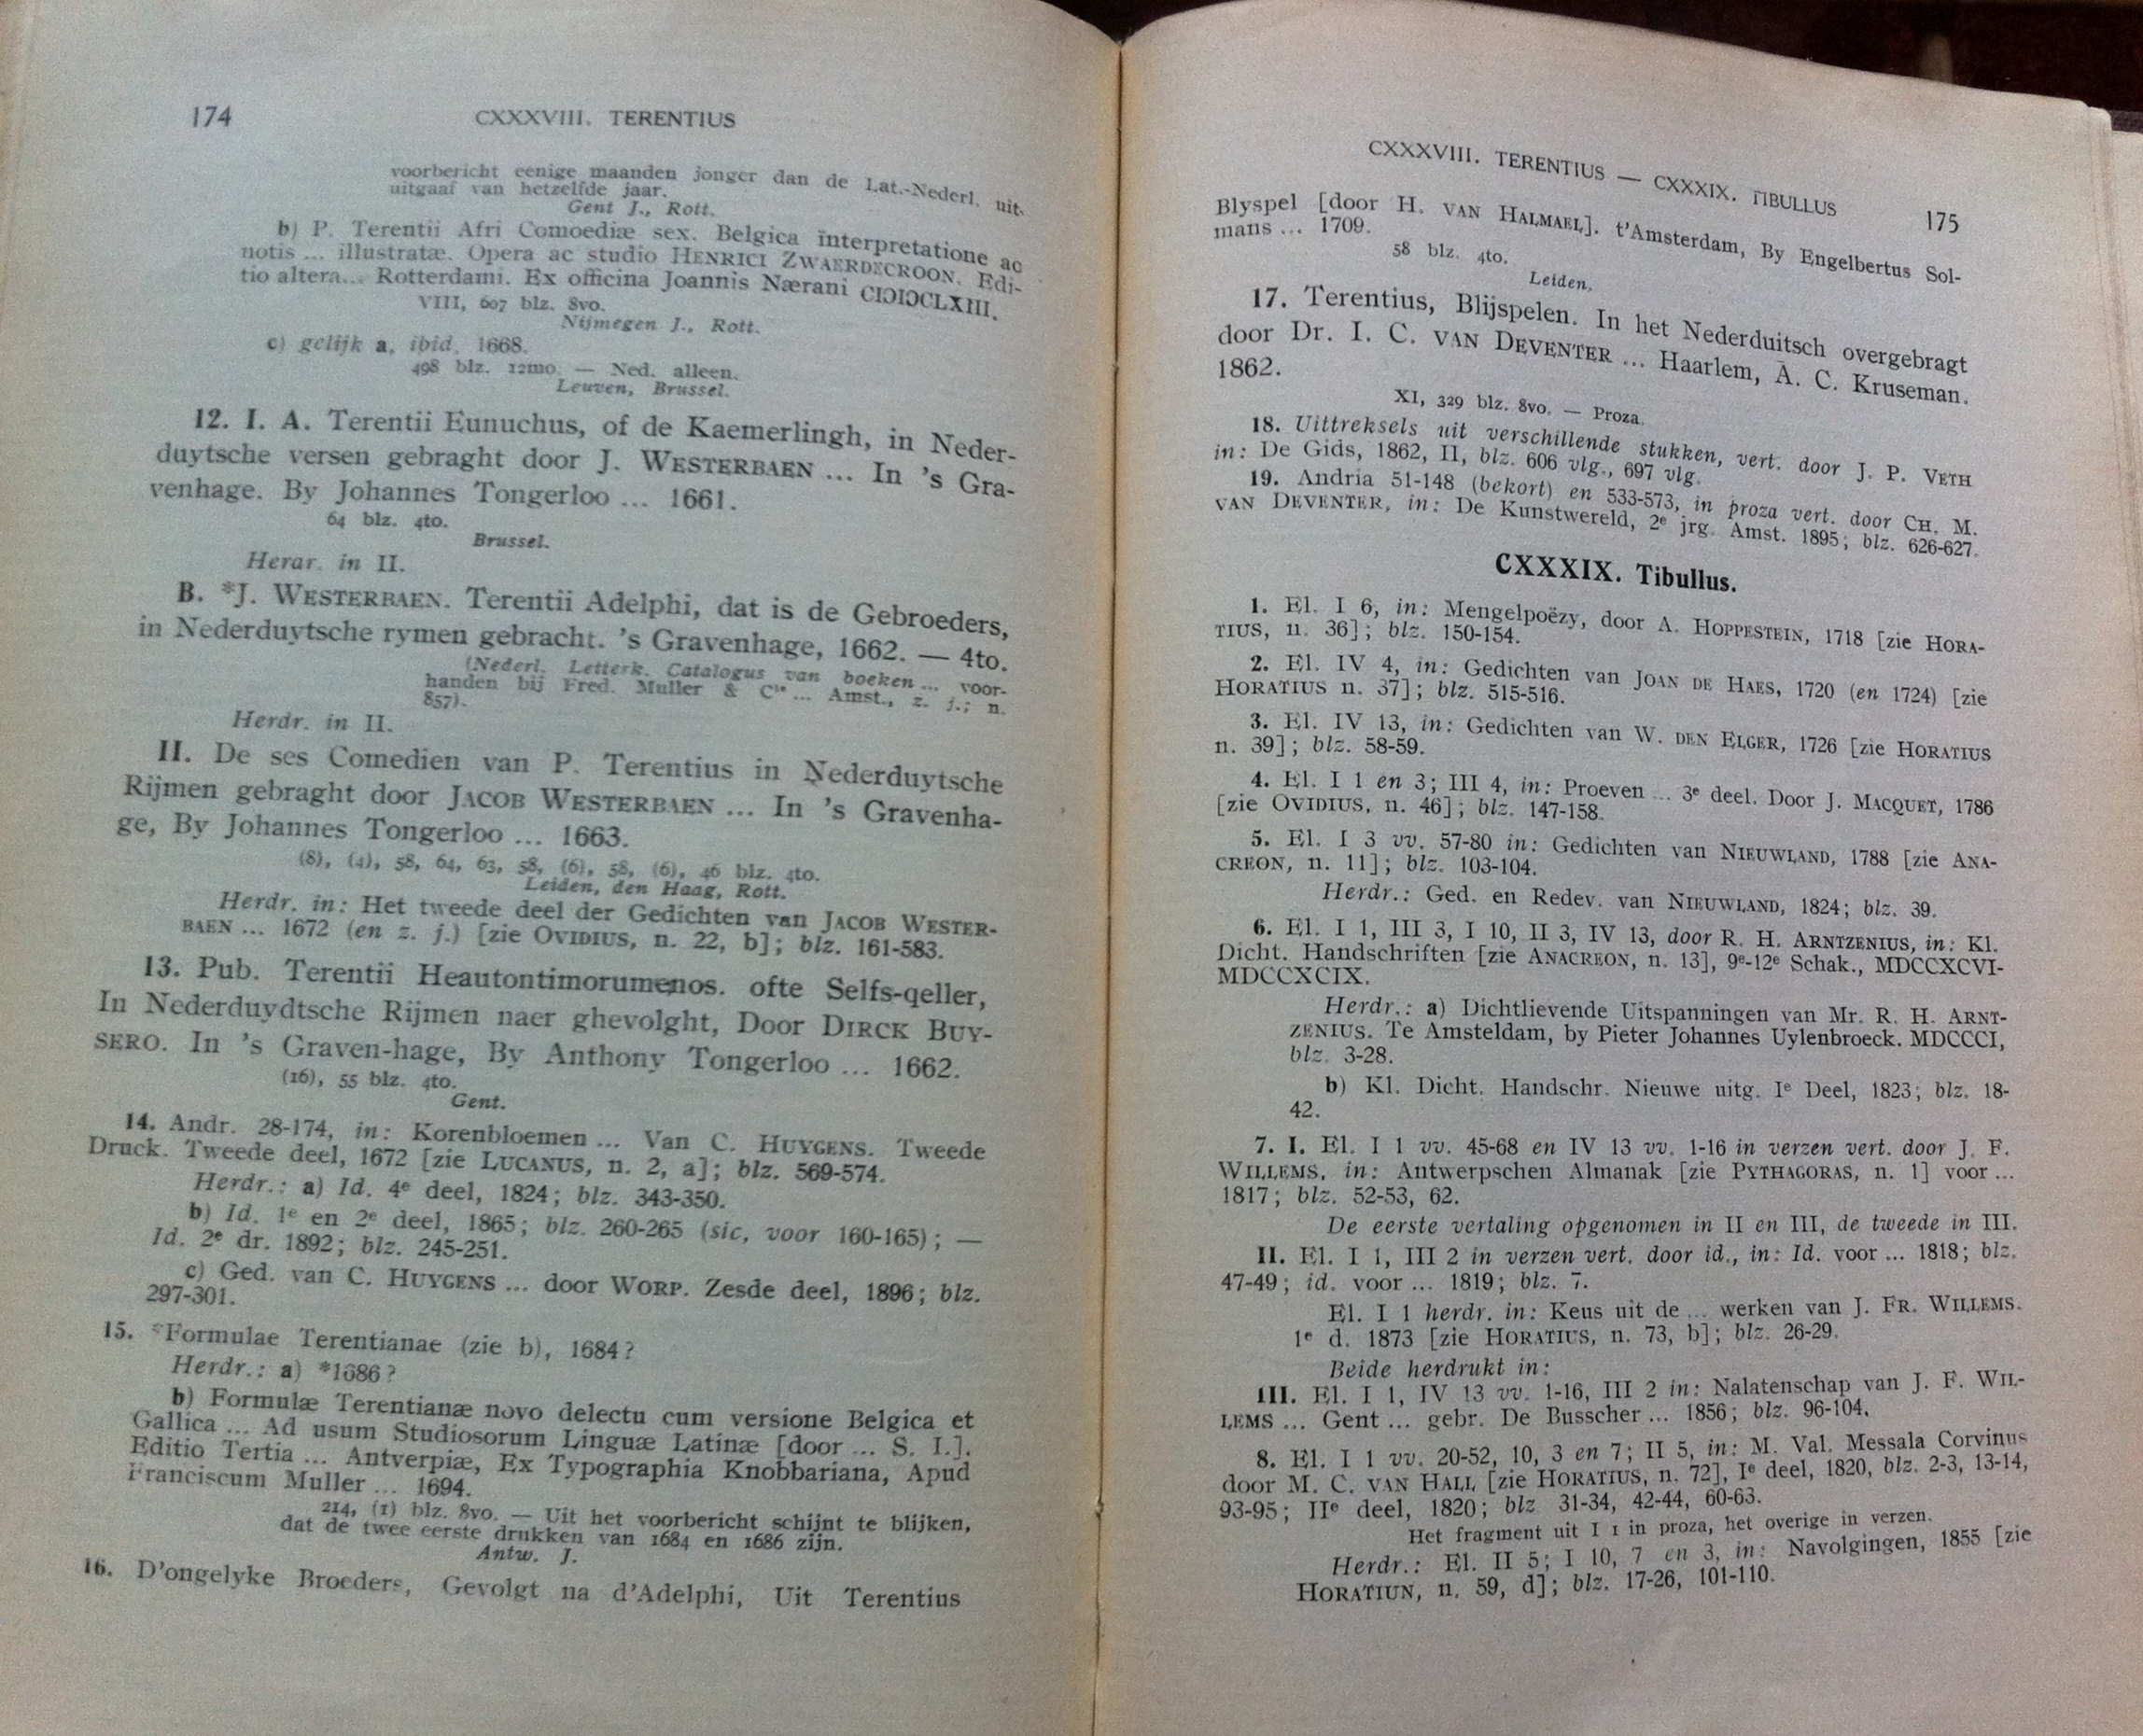 174
CXXXVIII. TERENTIUS
voorbericht eenige maanden jonger dan de Lat.-Nederl. uit-
uitgaaf van hetzelfde jaar.
Gent J., Rott.
b) P. Terentii Afri Comoediæ sex. Belgica interpretatione ac
notis ... illustratæ. Opera ac studio HENRICI ZWAERDECROON. Edi-
tio altera... Rotterdami. Ex officina Joannis Nærani CIƆIƆCLXIII.
VIII, 607 blz. 8vo.
Nijmegen J., Rott.
c) gelijk a, ibid. 1668.
498 blz. 12mo. — Ned. alleen.
Leuven, Brussel.
12. I. A. Terentii Eunuchus, of de Kaemerlingh, in Neder-
duytsche versen gebraght door J. WESTERBAEN ... In 's Gra-
venhage. By Johannes Tongerloo ... 1661.
64 blz. 4to.
Brussel.
Herar. in II.
B. *J. WESTERBAEN. Terentii Adelphi, dat is de Gebroeders,
in Nederduytsche rymen gebracht. 's Gravenhage, 1662. — 4to.
(Nederl. Letterk. Catalogus van boeken ... voor-
handen bij Fred. Muller & Cie ... Amst., z. j.; n.
857).
Herdr. in II.
II. De ses Comedien van P. Terentius in Nederduytsche
Rijmen gebraght door JACOB WESTERBAEN ... In 's Gravenha-
ge, By Johannes Tongerloo ... 1663.
(8), (4), 58, 64, 63, 58, (6), 58, (6), 46 blz. 4to.
Leiden, den Haag, Rott.
Herdr. in: Het tweede deel der Gedichten van JACOB WESTER-
BAEN ... 1672 (en z. j.) [zie OVIDIUS, n. 22, b]; blz. 161-583.
13. Pub. Terentii Heautontimorumenos. ofte Selfs-qeller,
In Nederduydtsche Rijmen naer ghevolght, Door DIRCK BUY-
SERO. In 's Graven-hage, By Anthony Tongerloo ... 1662.
(16), 55 blz. 4to.
Gent.
14. Andr. 28-174, in: Korenbloemen ... Van C. HUYGENS. Tweede
Druck. Tweede deel, 1672 [zie LUCANUS, n. 2, a]; blz. 569-574.
Herdr.: a) Id. 4e deel, 1824; blz. 343-350.
b) Id. 1e en 2e deel, 1865; blz. 260-265 (sic, voor 160-165); —
Id. 2e dr. 1892; blz. 245-251.
c) Ged. van C. HUYGENS ... door WORP. Zesde deel, 1896; blz.
297-301.
15. *Formulae Terentianae (zie b), 1684?
Herdr.: a) *1686?
b) Formulæ Terentianæ novo delectu cum versione Belgica et
Gallica ... Ad usum Studiosorum Linguæ Latinæ [door ... S. I.].
Editio Tertia ... Antverpiæ, Ex Typographia Knobbariana, Apud
Franciscum Muller ... 1694.
214, (1) blz. 8vo. — Uit het voorbericht schijnt te blijken,
dat de twee eerste drukken van 1684 en 1686 zijn.
Antw. J.
16. D'ongelyke Broeders, Gevolgt na d'Adelphi, Uit Terentius
CXXXVIII. TERENTIUS — CXXXIX. TIBULLUS
175
Blyspel [door H. VAN HALMAEL]. t'Amsterdam, By Engelbertus Sol-
mans ... 1709.
58 blz. 4to.
Leiden.
17. Terentius, Blijspelen. In het Nederduitsch overgebragt
door Dr. I. C. VAN DEVENTER ... Haarlem, A. C. Kruseman.
1862.
XI, 329 blz. 8vo. — Proza.
18. Uittreksels uit verschillende stukken, vert. door J. P. VETH
in: De Gids, 1862, II, blz. 606 vlg., 697 vlg.
19. Andria 51-148 (bekort) en 533-573, in proza vert. door CH. M.
VAN DEVENTER, in: De Kunstwereld, 2e jrg. Amst. 1895; blz. 626-627.
CXXXIX. Tibullus.
1. El. I 6, in: Mengelpoëzy, door A. HOPPESTEIN, 1718 [zie HORA-
TIUS, n. 36]; blz. 150-154.
2. El. IV 4, in: Gedichten van JOAN DE HAES, 1720 (en 1724) [zie
HORATIUS n. 37]; blz. 515-516.
3. El. IV 13, in: Gedichten van W. DEN ELGER, 1726 [zie HORATIUS
n. 39]; blz. 58-59.
4. El. I 1 en 3; III 4, in: Proeven ... 3e deel. Door J. MACQUET, 1786
[zie OVIDIUS, n. 46]; blz. 147-158.
5. El. I 3 vv. 57-80 in: Gedichten van NIEUWLAND, 1788 [zie ANA-
CREON, n. 11]; blz. 103-104.
Herdr.: Ged. en Redev. van NIEUWLAND, 1824; blz. 39.
6. El. I 1, III 3, I 10, II 3, IV 13, door R. H. ARNTZENIUS, in: Kl.
Dicht. Handschriften [zie ANACREON, n. 13], 9e-12e Schak., MDCCXCVI-
MDCCXCIX.
Herdr.: a) Dichtlievende Uitspanningen van Mr. R. H. ARNT-
ZENIUS. Te Amsteldam, by Pieter Johannes Uylenbroeck. MDCCCI,
blz. 3-28.
b) Kl. Dicht. Handschr. Nieuwe uitg. Ie Deel, 1823; blz. 18-
42.
7. I. El. I 1 vv. 45-68 en IV 13 vv. 1-16 in verzen vert. door J. F.
WILLEMS, in: Antwerpschen Almanak [zie PYTHAGORAS, n. 1] voor ...
1817; blz. 52-53, 62.
De eerste vertaling opgenomen in II en III, de tweede in III.
II. El. I 1, III 2 in verzen vert. door id., in: Id. voor ... 1818; blz.
47-49; id. voor ... 1819; blz. 7.
El. I 1 herdr. in: Keus uit de ... werken van J. FR. WILLEMS.
1e d. 1873 [zie HORATIUS, n. 73, b]; blz. 26-29.
Beide herdrukt in:
III. El. I 1, IV 13 vv. 1-16, III 2 in: Nalatenschap van J. F. WIL-
LEMS ... Gent ... gebr. De Busscher ... 1856; blz. 96-104.
8. El. I 1 vv. 20-52, 10, 3 en 7; II 5, in: M. Val. Messala Corvinus
door M. C. VAN HALL [zie HORATIUS, n. 72], Ie deel, 1820, blz. 2-3, 13-14,
93-95; IIe deel, 1820; blz 31-34, 42-44, 60-63.
Het fragment uit I 1 in proza, het overige in verzen.
Herdr.: El. II 5; I 10, 7 en 3, in: Navolgingen, 1855 [zie
HORATIUN, n. 59, d]; blz. 17-26, 101-110.